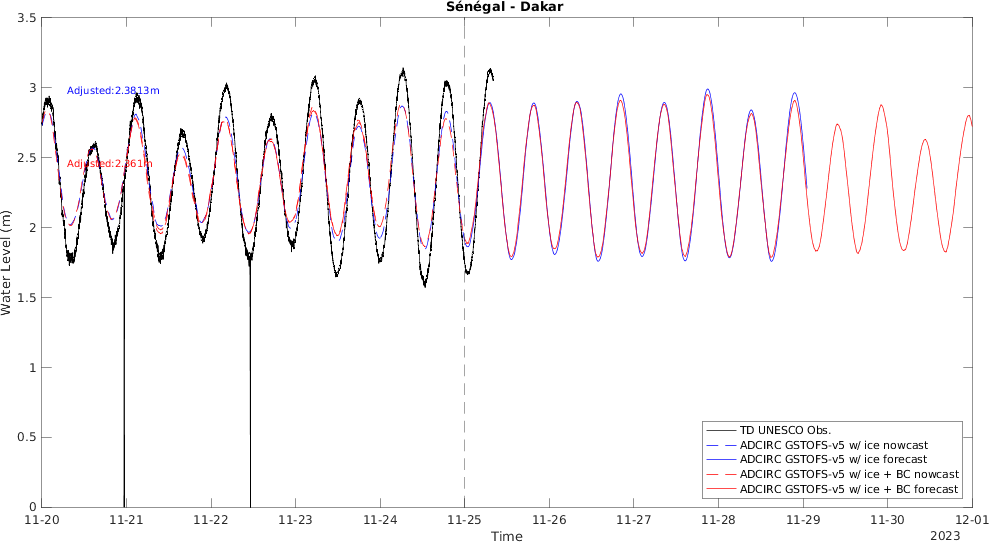 Sénégal - Dakar
3.5
3
2.5
2
1.5
1
0.5
0
Water Level (m)
Adjusted:2.3813m
Adjusted:2.361m
TD UNESCO Obs.
ADCIRC GSTOFS-v5 w/ ice nowcast
ADCIRC GSTOFS-v5 w/ ice forecast
ADCIRC GSTOFS-v5 w/ ice + BC nowcast
ADCIRC GSTOFS-v5 w/ ice + BC forecast
11-20 11-21 11-22 11-23 11-24 11-25 11-26 11-27 11-28 11-29 11-30 12-01
Time
2023